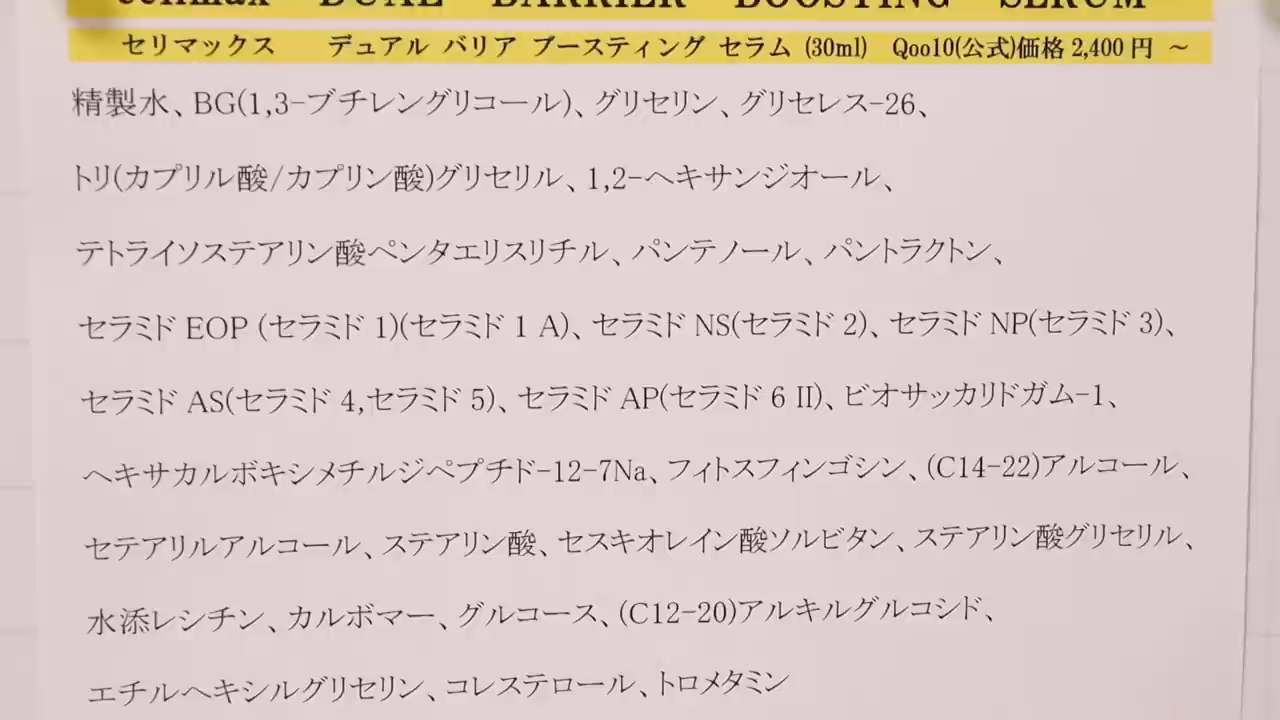 celimax DUAL BARRIER BOOSTING SERUM
セリマックス デュアル バリア ブースティング セラム (30ml) Qoo10(公式)価格 2,400 円 ~
精製水、BG(1,3-ブチレングリコール)、グリセリン、グリセレス-26、
トリ(カプリル酸/カプリン酸)グリセリル、1,2-ヘキサンジオール、
テトライソステアリン酸ペンタエリスリチル、パンテノール、パントラクトン、
セラミド EOP (セラミド 1)(セラミド 1 A)、セラミド NS(セラミド 2)、セラミド NP(セラミド 3)、
セラミド AS(セラミド 4,セラミド 5)、セラミド AP(セラミド 6 II)、ビオサッカリドガム-1、
ヘキサカルボキシメチルジペプチド-12-7Na、フィトスフィンゴシン、(C14-22)アルコール、
セテアリルアルコール、ステアリン酸、セスキオレイン酸ソルビタン、ステアリン酸グリセリル、
水添レシチン、カルボマー、グルコース、(C12-20)アルキルグルコシド、
エチルヘキシルグリセリン、コレステロール、トロメタミン